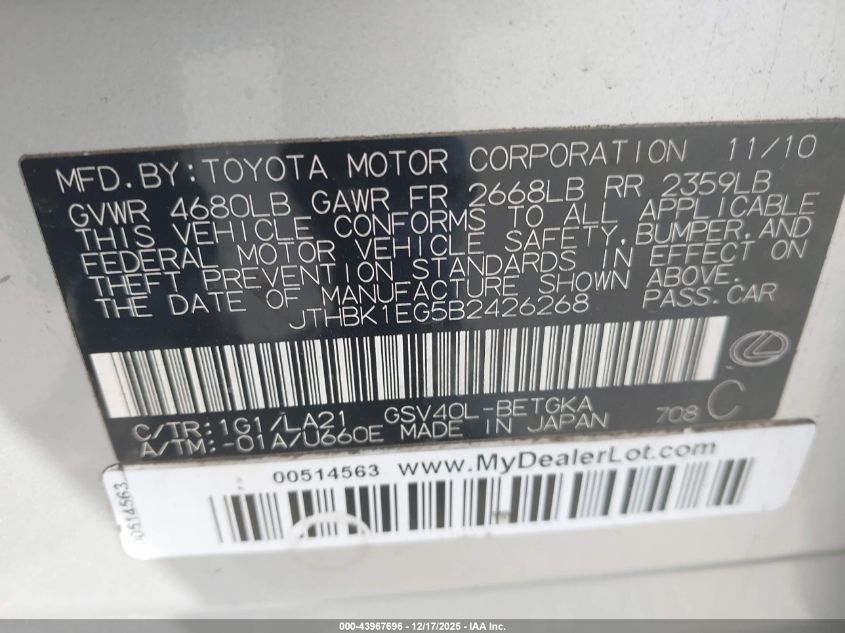 MFD. BY: TOYOTA MOTOR CORPORATION 11/10
GVWR 4680LB GAWR FR 2668LB RR 2359LB
THIS VEHICLE CONFORMS TO ALL APPLICABLE
FEDERAL MOTOR VEHICLE SAFETY, BUMPER, AND
THEFT PREVENTION STANDARDS IN EFFECT ON
THE DATE OF MANUFACTURE SHOWN ABOVE.
JTHBK1EG5B2426268 PASS. CAR
C/TR: 1G1/LA21 GSV40L-BETGKA 708 C
A/TM: -01A/U660E MADE IN JAPAN
00514563 www.MyDealerLot.com
00514563
000-43967696 - 12/17/2025 - IAA Inc.